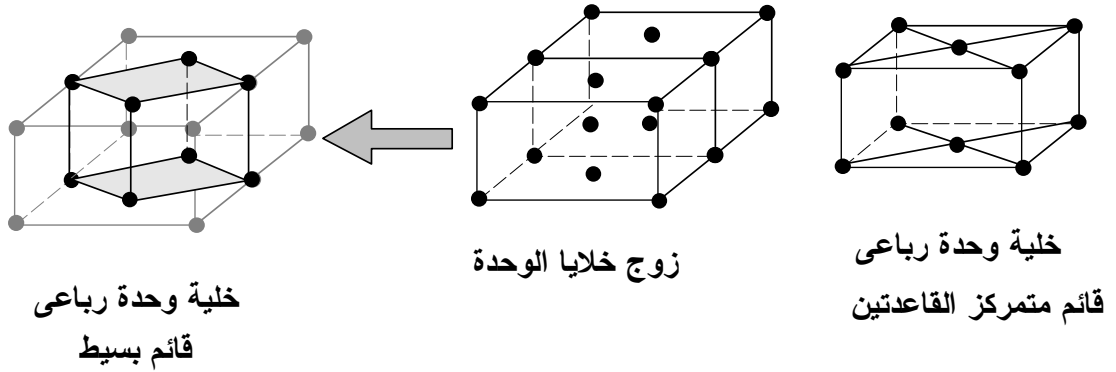 خلية وحدة رباعى
قائم متمركز القاعدتين
زوج خلايا الوحدة
خلية وحدة رباعى
قائم بسيط